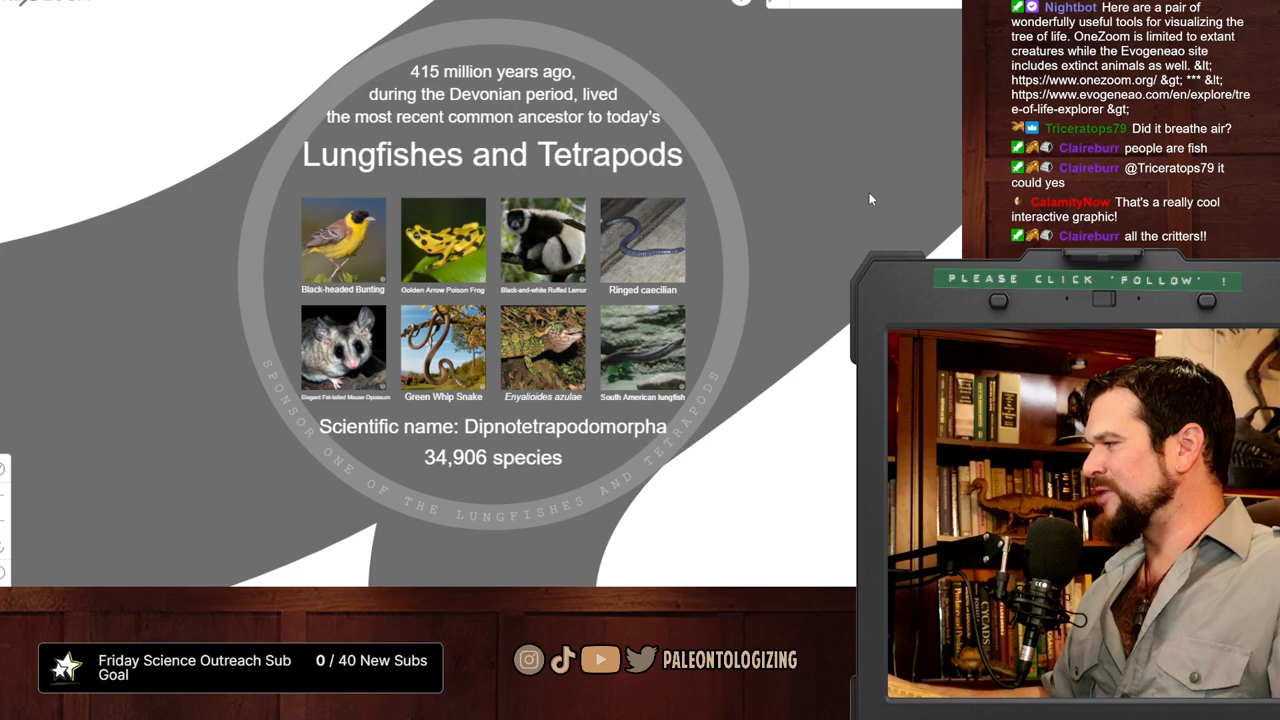 415 million years ago,
during the Devonian period, lived
the most recent common ancestor to today's
Lungfishes and Tetrapods
Black-headed Bunting
Golden Arrow Poison Frog
Black-and-white Ruffed Lemur
Ringed caecilian
Elegant Fat-tailed Mouse Opossum
Green Whip Snake
Enyalioides azulae
South American lungfish
Scientific name: Dipnotetrapodomorpha
34,906 species
SPONSOR ONE OF THE LUNGFISHES AND TETRAPODS
Nightbot Here are a pair of
wonderfully useful tools for visualizing the
tree of life. OneZoom is limited to extant
creatures while the Evogeneao site
includes extinct animals as well. &lt;
https://www.onezoom.org/ &gt; *** &lt;
https://www.evogeneao.com/en/explore/tre
e-of-life-explorer &gt;
Triceratops79 Did it breathe air?
Claireburr people are fish
Claireburr @Triceratops79 it
could yes
CalamityNow That's a really cool
interactive graphic!
Claireburr all the critters!!
PLEASE CLICK 'FOLLOW' !
CYCADS
Friday Science Outreach Sub
Goal
0 / 40 New Subs
PALEONTOLOGIZING